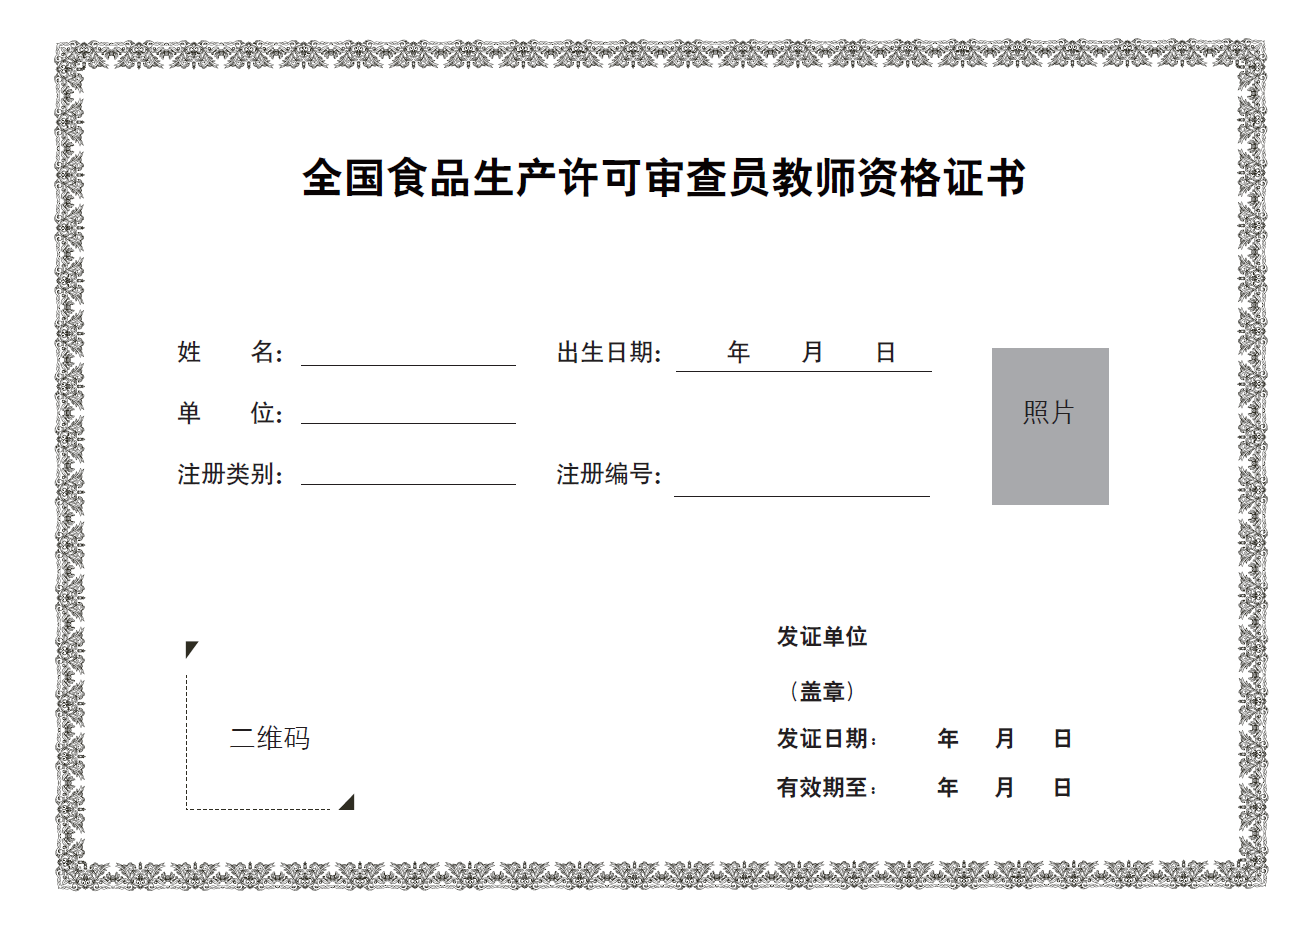 全国食品生产许可审查员教师资格证书
姓 名: 出生日期: 年 月 日
单 位:
注册类别: 注册编号:
照片
发证单位
（盖章）
二维码
发证日期: 年 月 日
有效期至: 年 月 日